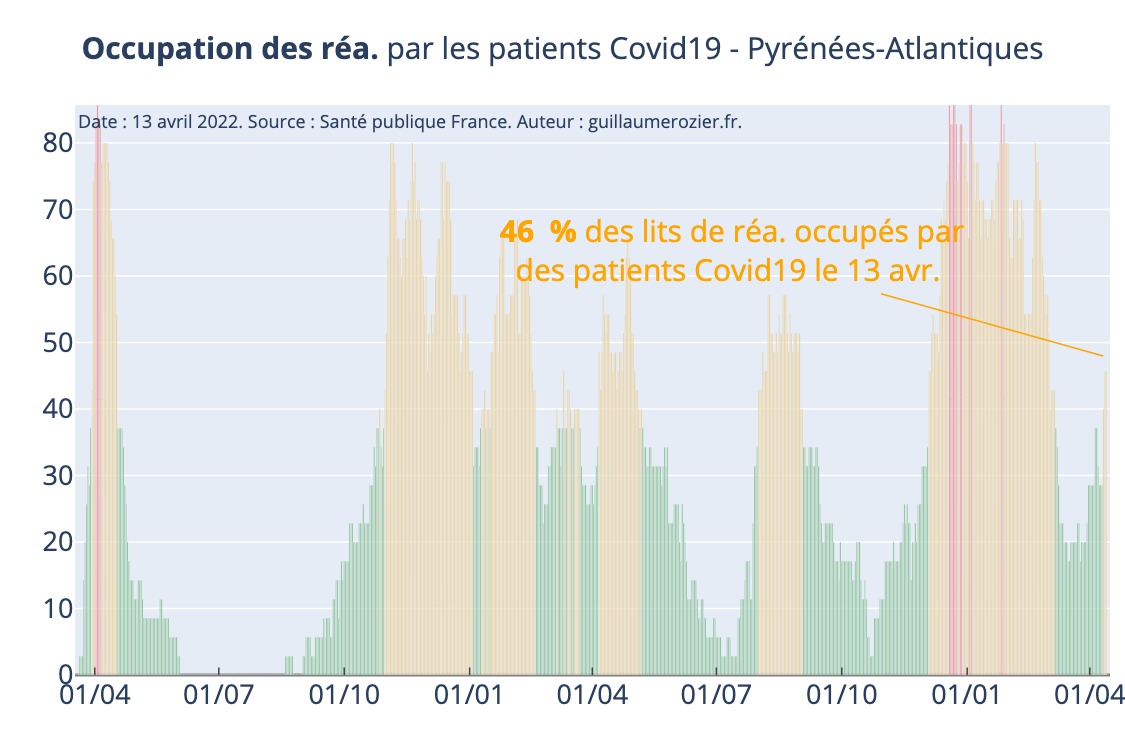 Occupation des réa. par les patients Covid19 - Pyrénées-Atlantiques
Date : 13 avril 2022. Source : Santé publique France. Auteur : guillaumerozier.fr.
80
70
46 % des lits de réa. occupés par
des patients Covid19 le 13 avr.
60
50
40
30
20
10
0
01/04 01/07 01/10 01/01 01/04 01/07 01/10 01/01 01/04